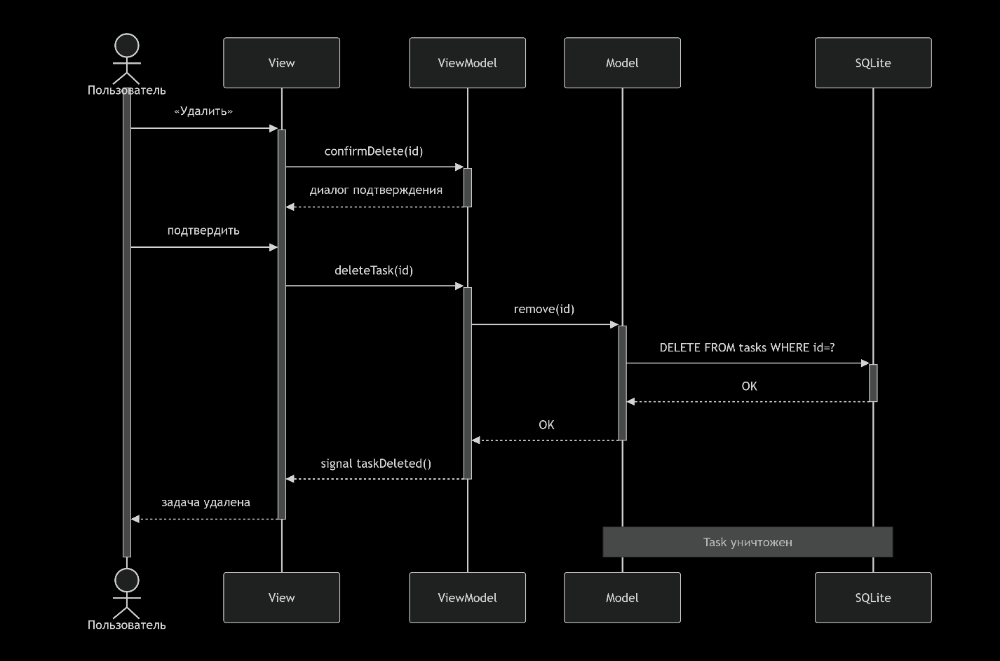 Пользователь
View
ViewModel
Model
SQLite
«Удалить»
confirmDelete(id)
диалог подтверждения
подтвердить
deleteTask(id)
remove(id)
DELETE FROM tasks WHERE id=?
OK
OK
signal taskDeleted()
задача удалена
Task уничтожен
Пользователь
View
ViewModel
Model
SQLite